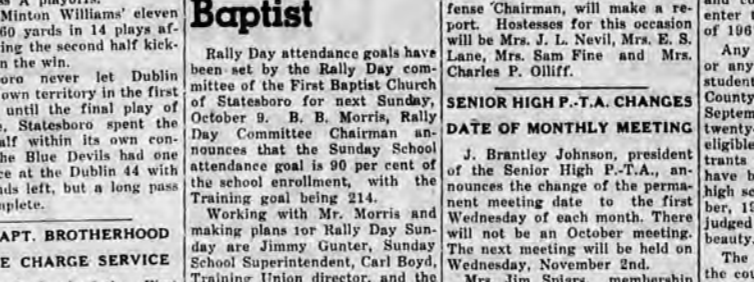 Minton Williams' eleven
60 yards in 14 plays af-
ing the second half kick-
n the win.
oro never let Dublin
own territory in the first
until the final play of
e. Statesboro spent the
alf within its own con-
he Blue Devils had one
ce at the Dublin 44 with
nds left, but a long pass
mplete.
APT. BROTHERHOOD
E CHARGE SERVICE
Baptist
Rally Day attendance goals have
been set by the Rally Day com-
mittee of the First Baptist Church
of Statesboro for next Sunday,
October 9. B. B. Morris, Rally
Day Committee Chairman an-
nounces that the Sunday School
attendance goal is 90 per cent of
the school enrollment, with the
Training goal being 214.
Working with Mr. Morris and
making plans for Rally Day Sun-
day are Jimmy Gunter, Sunday
School Superintendent, Carl Boyd,
Training Union director, and the
fense Chairman, will make a re-
port. Hostesses for this occasion
will be Mrs. J. L. Nevil, Mrs. E. S.
Lane, Mrs. Sam Fine and Mrs.
Charles P. Olliff.
SENIOR HIGH P.-T.A. CHANGES
DATE OF MONTHLY MEETING
J. Brantley Johnson, president
of the Senior High P.-T.A., an-
nounces the change of the perma-
nent meeting date to the first
Wednesday of each month. There
will not be an October meeting.
The next meeting will be held on
Wednesday, November 2nd.
Mrs. Jim Spiars, membership
enter
of 196
Any
or any
student
County
Septem
twenty
eligible
trants
have b
high se
ber, 19
judged
beauty,
The
the cou